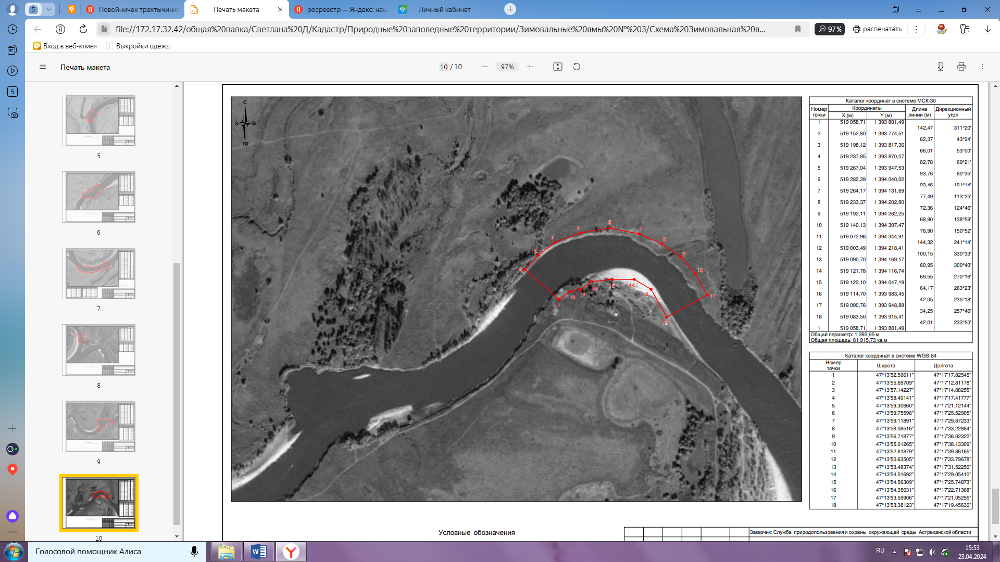 5
Повойничек трехтычинко
Печать макета
росреестр — Яндекс: наш
Личный кабинет
file://172.17.32.42/общая%20папка/Светлана%20Д/Кадастр/Природные%20заповедные%20территории/Зимовальные%20ямы%20№%203/Схема%20Зимовальная%20я...
97%
распечатать
Вход в веб-клиен
Выкройки одежд
Печать макета
10 / 10
97%
5
5
6
7
8
9
10
С
З В
Ю
1
2
3
4
5
6
7
8
9
10
11
12
13
14
15
16
17
18
Каталог координат в системе МСК-30
Номер точки Координаты Длина линии (м) Дирекционный угол
X (м) Y (м)
1 519 058,71 1 393 881,49
142,47 311°20'
2 519 152,80 1 393 774,51
62,37 43°24'
3 519 198,12 1 393 817,36
66,01 53°00'
4 519 237,85 1 393 870,07
82,78 69°21'
5 519 267,04 1 393 947,53
93,76 80°35'
6 519 282,39 1 394 040,02
93,46 101°14'
7 519 264,17 1 394 131,69
77,49 113°25'
8 519 233,37 1 394 202,80
72,36 124°46'
9 519 192,11 1 394 262,25
68,90 138°59'
10 519 140,13 1 394 307,47
76,90 150°52'
11 519 072,96 1 394 344,91
144,32 241°14'
12 519 003,49 1 394 218,41
100,15 330°33'
13 519 090,70 1 394 169,17
60,95 300°40'
14 519 121,78 1 394 116,74
69,55 270°16'
15 519 122,10 1 394 047,19
64,17 263°23'
16 519 114,70 1 393 983,45
42,05 235°18'
17 519 090,76 1 393 948,88
34,25 257°46'
18 519 083,50 1 393 915,41
42,01 233°50'
1 519 058,71 1 393 881,49
Общий периметр: 1 393,95 м
Общая площадь: 81 915,73 кв.м
Каталог координат в системе WGS-84
Номер точки Широта Долгота
1 47°13'52.59611" 47°17'17.82545"
2 47°13'55.69709" 47°17'12.81178"
3 47°13'57.14227" 47°17'14.88255"
4 47°13'58.40141" 47°17'17.41777"
5 47°13'59.30660" 47°17'21.12144"
6 47°13'59.75596" 47°17'25.52905"
7 47°13'59.11891" 47°17'29.87233"
8 47°13'58.08516" 47°17'33.22884"
9 47°13'56.71877" 47°17'36.02322"
10 47°13'55.01265" 47°17'38.13309"
11 47°13'52.81879" 47°17'39.86165"
12 47°13'50.63505" 47°17'33.79678"
13 47°13'53.48374" 47°17'31.52250"
14 47°13'54.51692" 47°17'29.05410"
15 47°13'54.56309" 47°17'25.74873"
16 47°13'54.35631" 47°17'22.71368"
17 47°13'53.59906" 47°17'21.05255"
18 47°13'53.38123" 47°17'19.45630"
Условные обозначения
Заказчик: Служба природопользования и охраны окружающей среды Астраханской области
Голосовой помощник Алиса
RU
15:53
23.04.2024